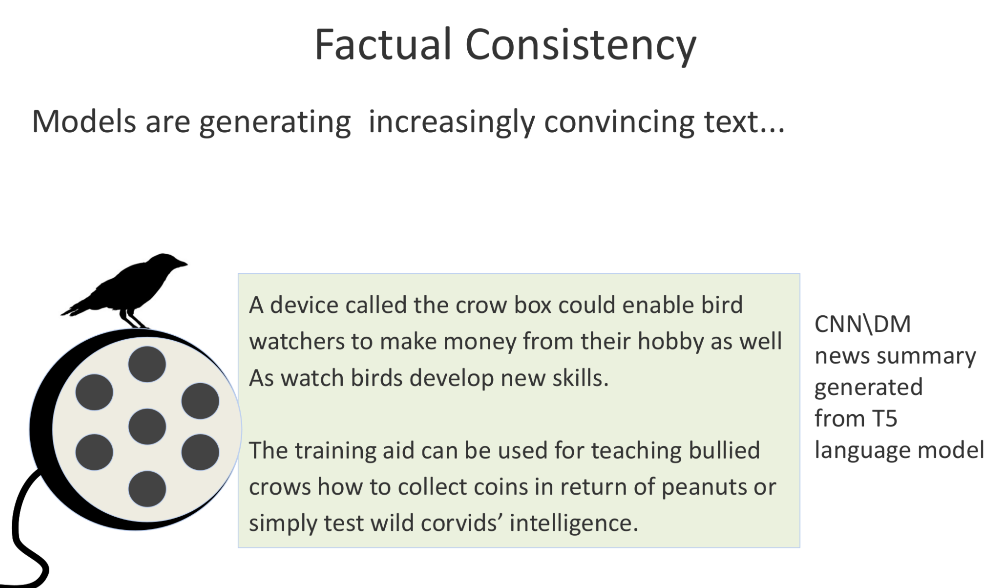 Factual Consistency
Models are generating  increasingly convincing text...
A device called the crow box could enable bird
watchers to make money from their hobby as well
As watch birds develop new skills.
The training aid can be used for teaching bullied
crows how to collect coins in return of peanuts or
simply test wild corvids’ intelligence.
CNN\DM
news summary
generated
from T5
language model